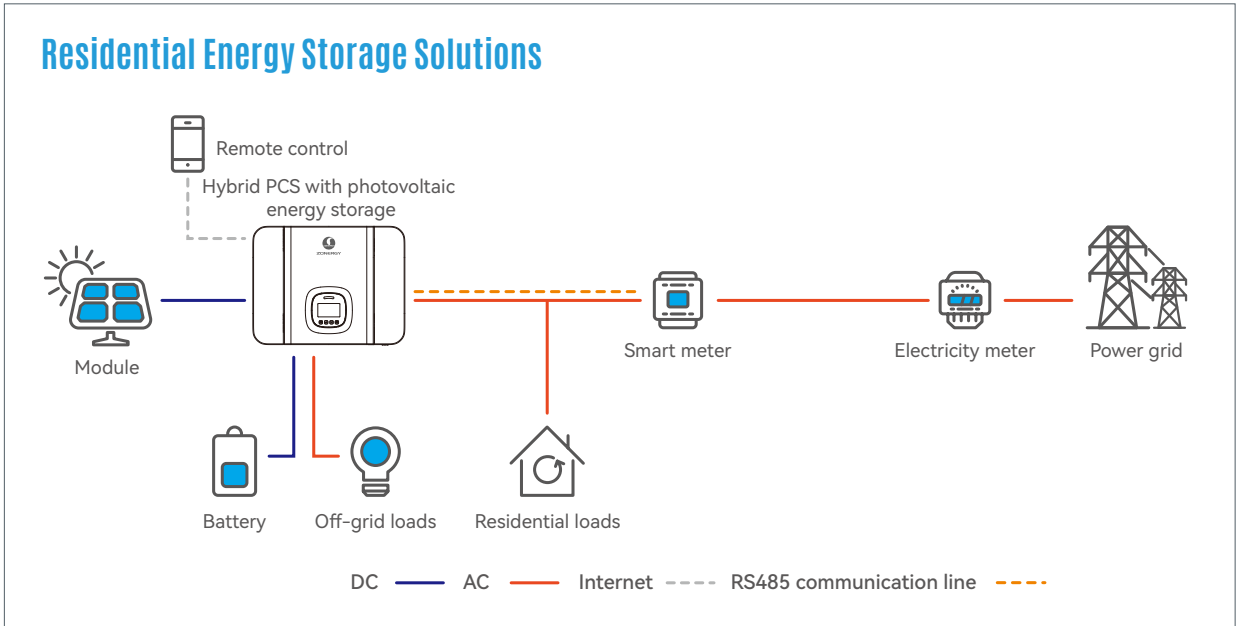 Residential Energy Storage Solutions
Remote control
Hybrid PCS with photovoltaic
energy storage
ZONERGY
Module
Smart meter
Electricity meter
Power grid
Battery
Off-grid loads
Residential loads
DC
AC
Internet
RS485 communication line